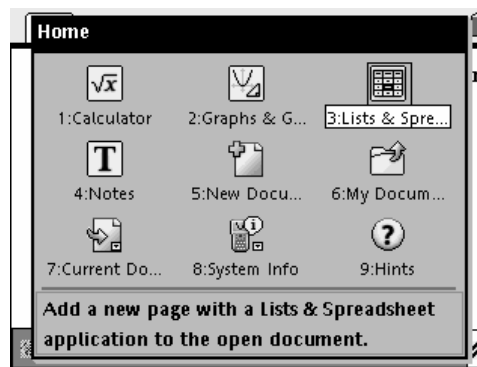 Home
√x
1:Calculator 2:Graphs & G... 3:Lists & Spre...
T
4:Notes 5:New Docu... 6:My Docum...
i ?
7:Current Do... 8:System Info 9:Hints
Add a new page with a Lists & Spreadsheet
application to the open document.